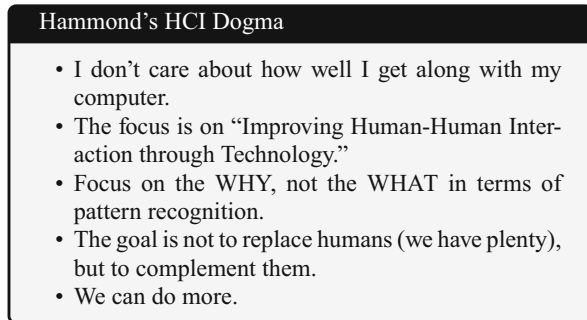 Hammond’s HCI Dogma
• I don’t care about how well I get along with my
computer.
• The focus is on “Improving Human-Human Inter-
action through Technology.”
• Focus on the WHY, not the WHAT in terms of
pattern recognition.
• The goal is not to replace humans (we have plenty),
but to complement them.
• We can do more.